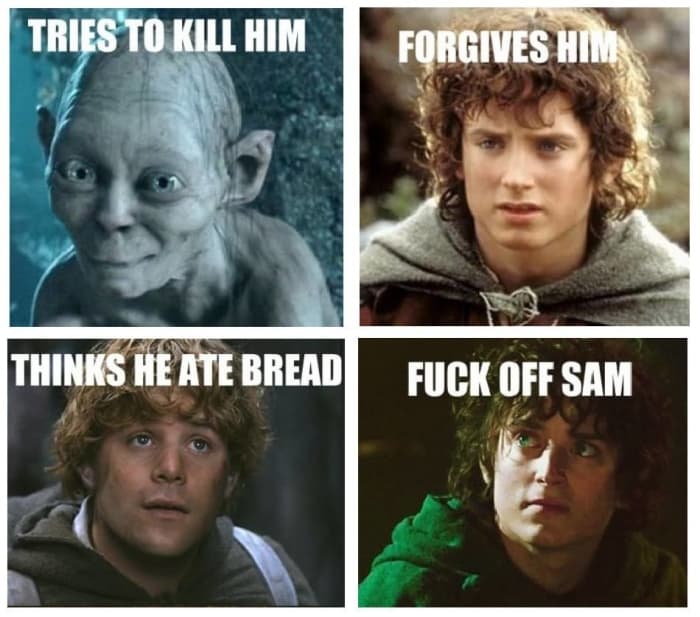 TRIES TO KILL HIM
FORGIVES HIM
THINKS HE ATE BREAD
FUCK OFF SAM